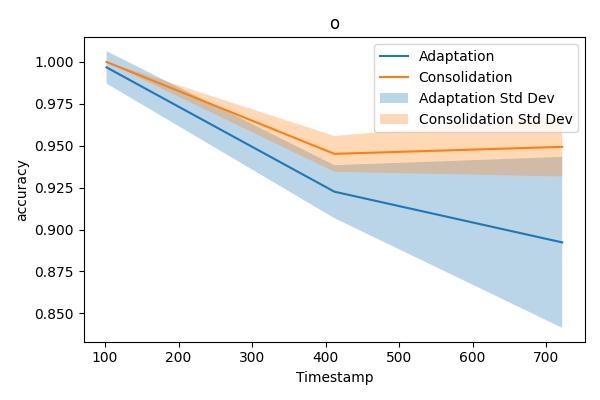 o
Adaptation
Consolidation
Adaptation Std Dev
Consolidation Std Dev
accuracy
1.000
0.975
0.950
0.925
0.900
0.875
0.850
100 200 300 400 500 600 700
Timestamp